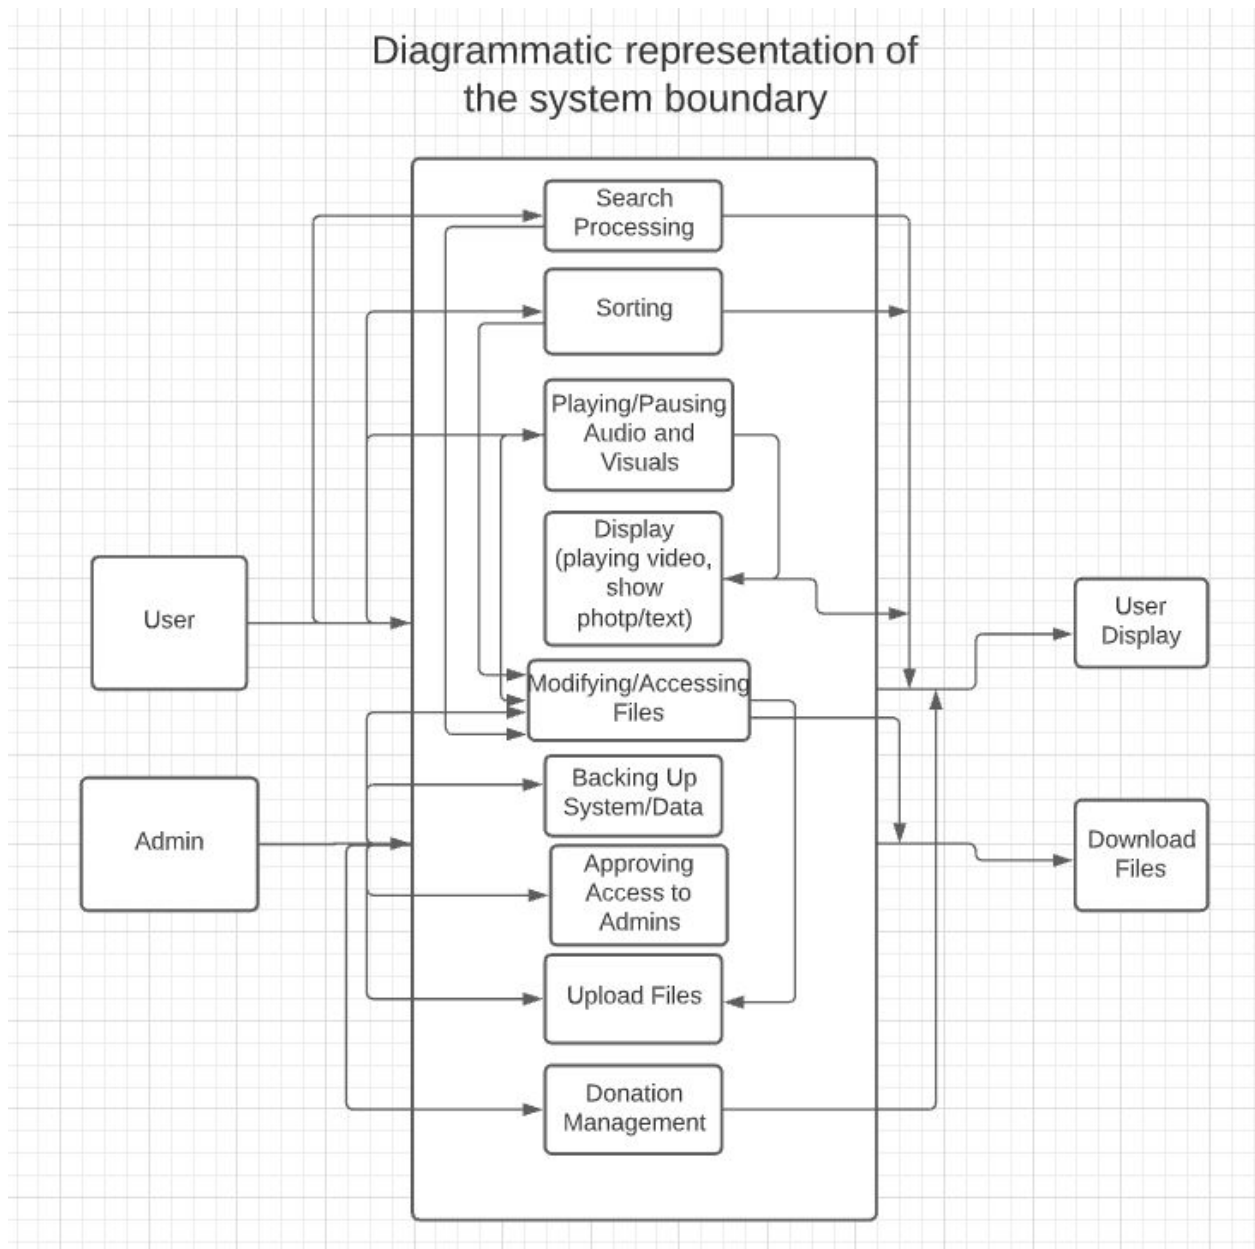 Diagrammatic representation of
the system boundary
Search
Processing
Sorting
Playing/Pausing
Audio and
Visuals
Display
(playing video,
show
photp/text)
User
User
Display
Modifying/Accessing
Files
Backing Up
System/Data
Admin
Download
Files
Approving
Access to
Admins
Upload Files
Donation
Management